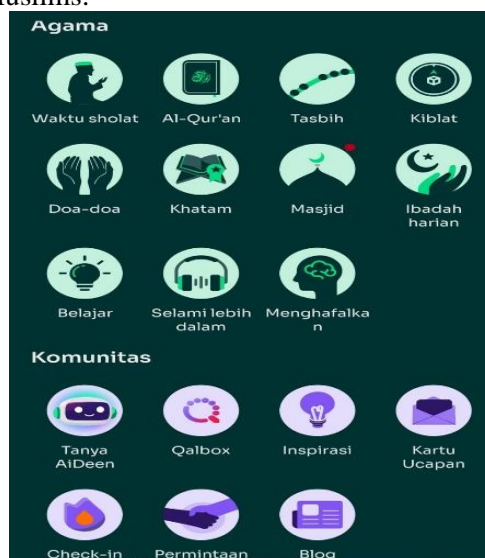 Agama
Waktu sholat Al-Qur'an Tasbih Kiblat
Doa-doa Khatam Masjid Ibadah
harian
Belajar Selami lebih Menghafalka
dalam n
Komunitas
Tanya Qalbox Inspirasi Kartu
AiDeen Ucapan
Check-in Permintaan Blog